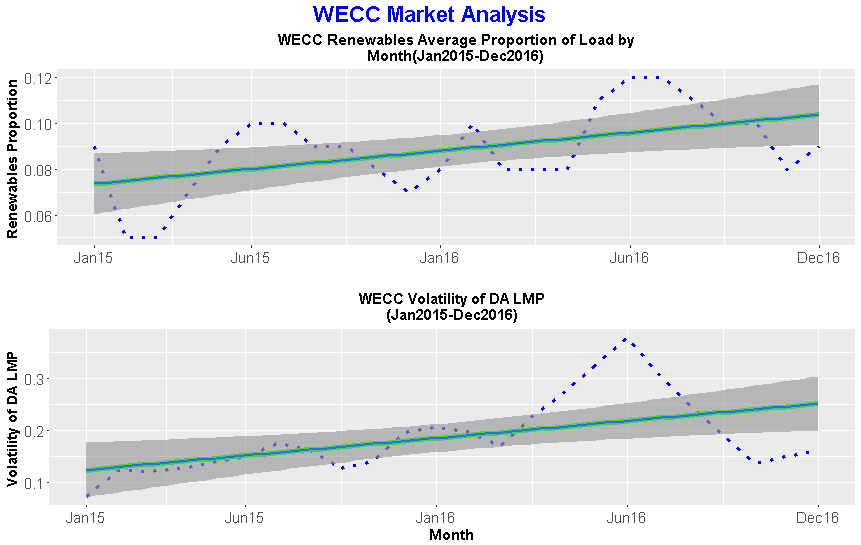 WECC Market Analysis
WECC Renewables Average Proportion of Load by
Month(Jan2015-Dec2016)
Renewables Proportion
0.12
0.10
0.08
0.06
Jan15 Jun15 Jan16 Jun16 Dec16
WECC Volatility of DA LMP
(Jan2015-Dec2016)
Volatility of DA LMP
0.3
0.2
0.1
Jan15 Jun15 Jan16 Jun16 Dec16
Month